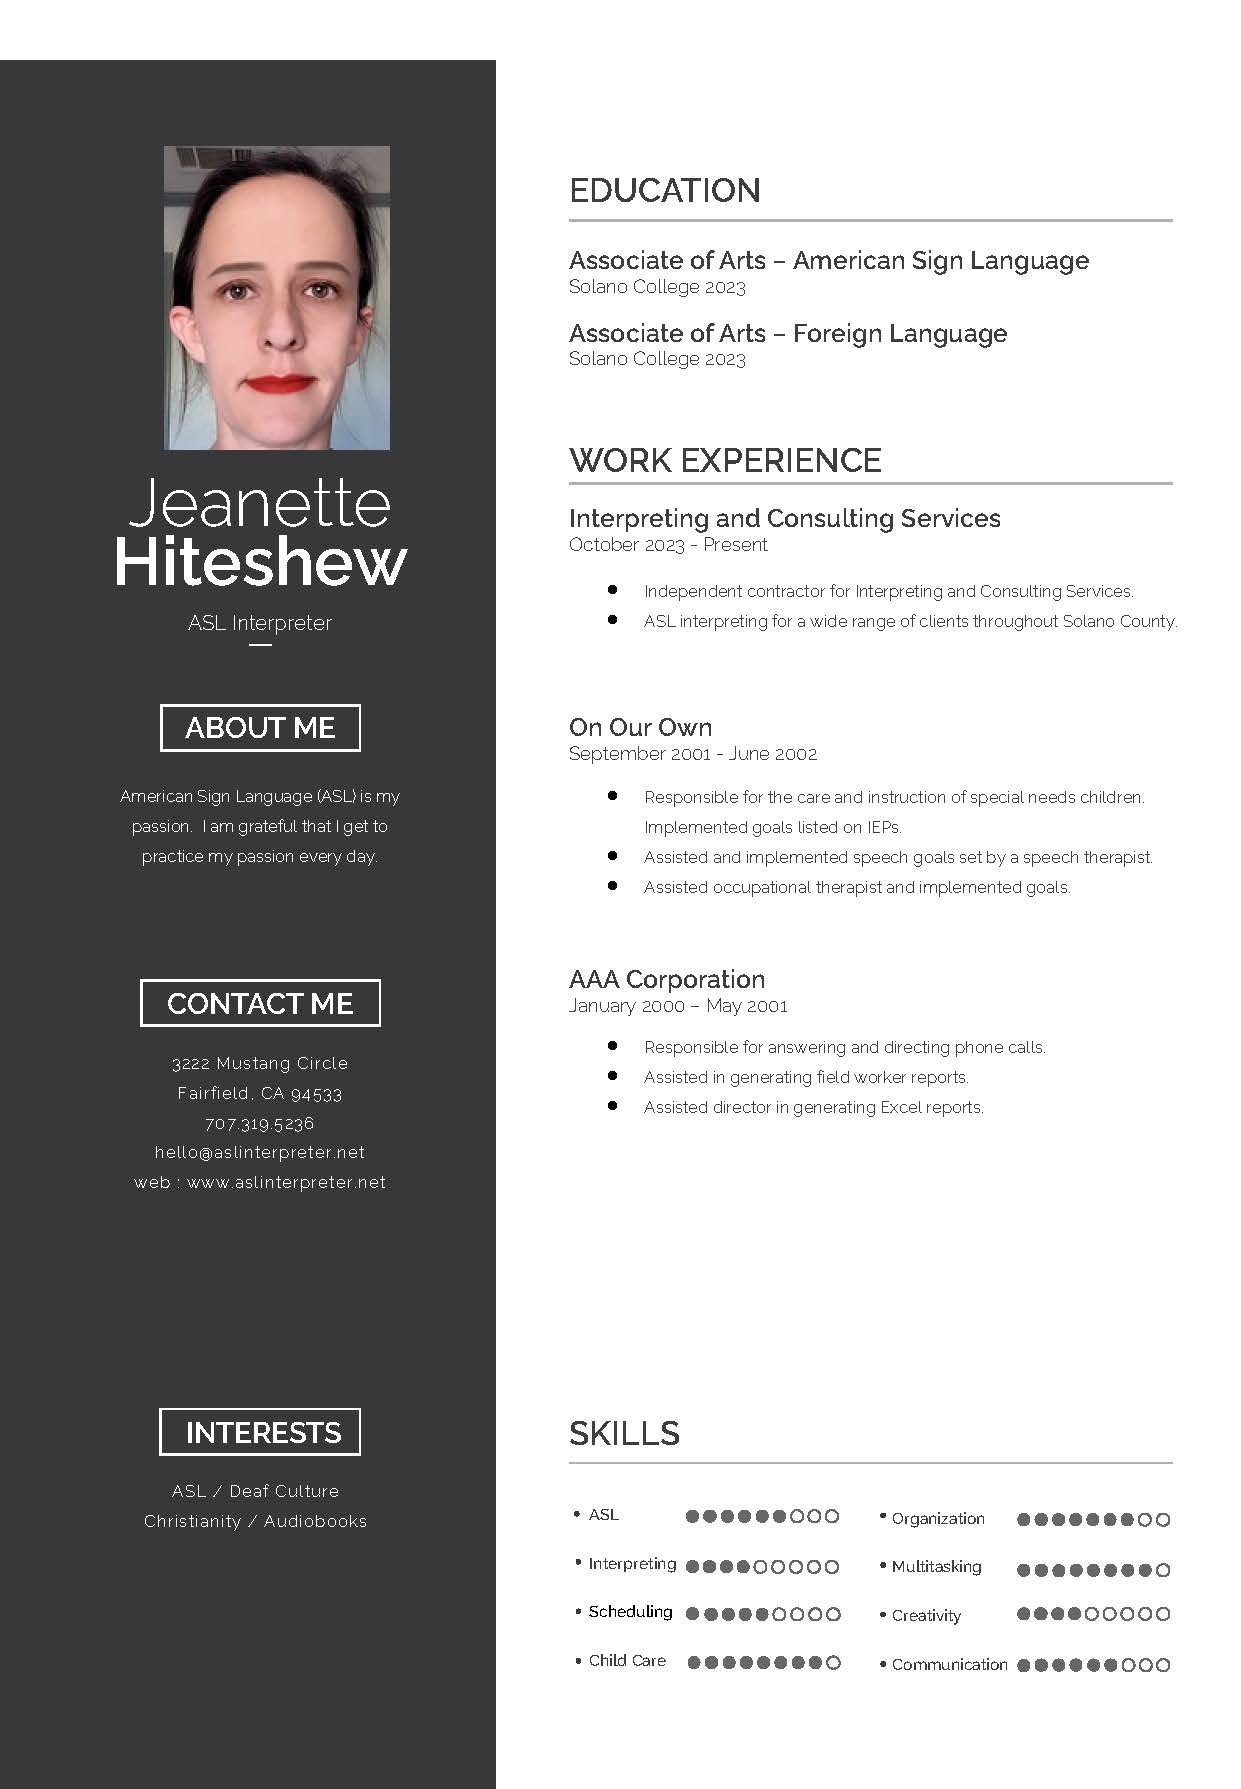 Jeanette
Hiteshew
ASL Interpreter
ABOUT ME
American Sign Language (ASL) is my
passion.  I am grateful that I get to
practice my passion every day.
CONTACT ME
3222 Mustang Circle
Fairfield, CA 94533
707.319.5236
hello@aslinterpreter.net
web : www.aslinterpreter.net
INTERESTS
ASL / Deaf Culture
Christianity / Audiobooks
EDUCATION
Associate of Arts – American Sign Language
Solano College 2023
Associate of Arts – Foreign Language
Solano College 2023
WORK EXPERIENCE
Interpreting and Consulting Services
October 2023 - Present
● Independent contractor for Interpreting and Consulting Services.
● ASL interpreting for a wide range of clients throughout Solano County.
On Our Own
September 2001 - June 2002
● Responsible for the care and instruction of special needs children.
Implemented goals listed on IEPs.
● Assisted and implemented speech goals set by a speech therapist.
● Assisted occupational therapist and implemented goals.
AAA Corporation
January 2000 – May 2001
● Responsible for answering and directing phone calls.
● Assisted in generating field worker reports.
● Assisted director in generating Excel reports.
SKILLS
• ASL
• Interpreting
• Scheduling
• Child Care
• Organization
• Multitasking
• Creativity
• Communication